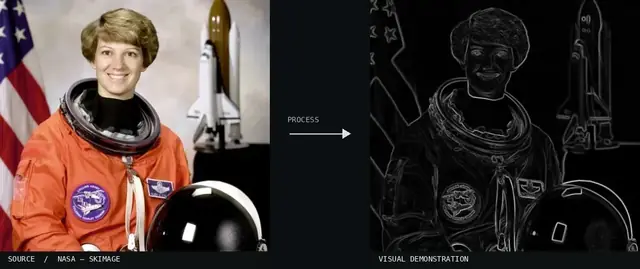 PROCESS
SOURCE / NASA — SKIMAGE
VISUAL DEMONSTRATION